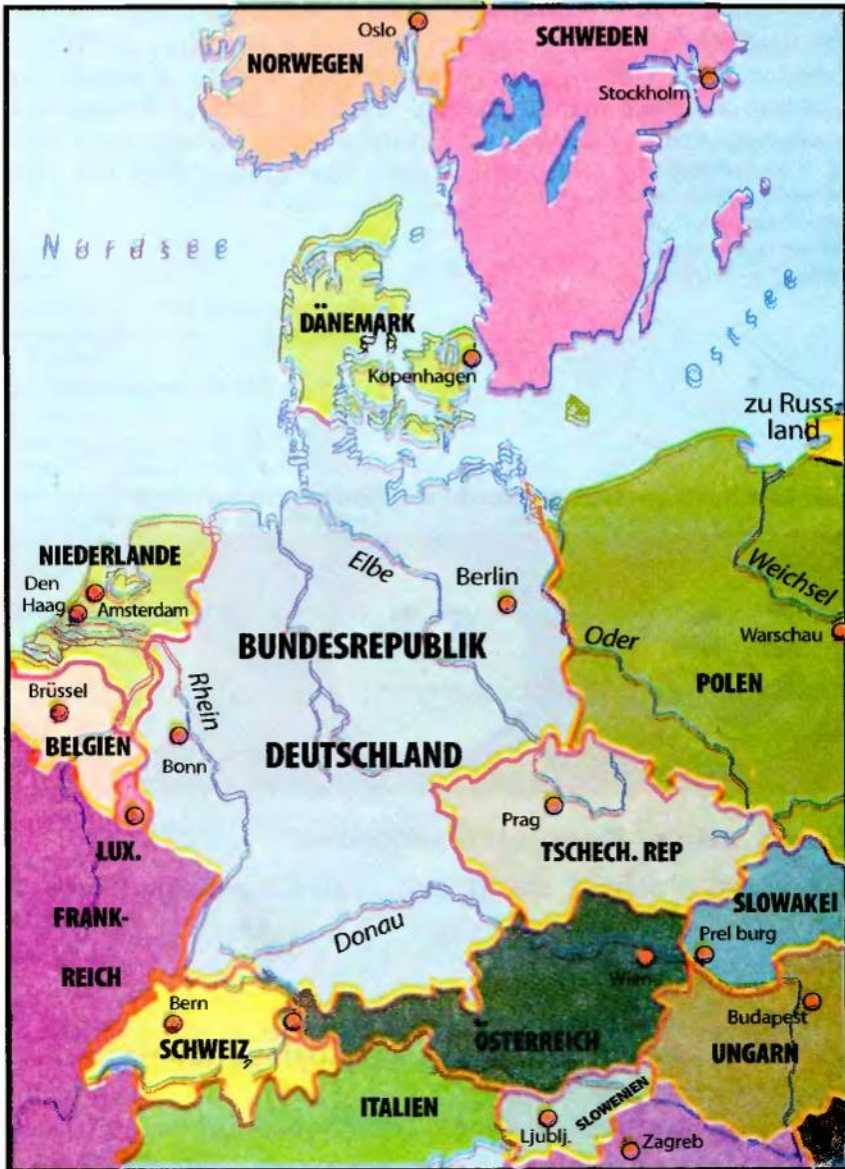 Oslo
SCHWEDEN
NORWEGEN
Stockholm
Nordsee
DÄNEMARK
Kopenhagen
Ostsee
zu Russ-
land
NIEDERLANDE
Elbe
Berlin
Weichsel
Den
Haag
Amsterdam
Oder
Warschau
BUNDESREPUBLIK
Rhein
POLEN
Brüssel
BELGIEN
Bonn
DEUTSCHLAND
Prag
LUX.
TSCHECH. REP
FRANK-
REICH
SLOWAKEI
Donau
Prel burg
Wien
Bern
Budapest
SCHWEIZ
ÖSTERREICH
UNGARN
ITALIEN
SLOWENIEN
Ljublj.
Zagreb